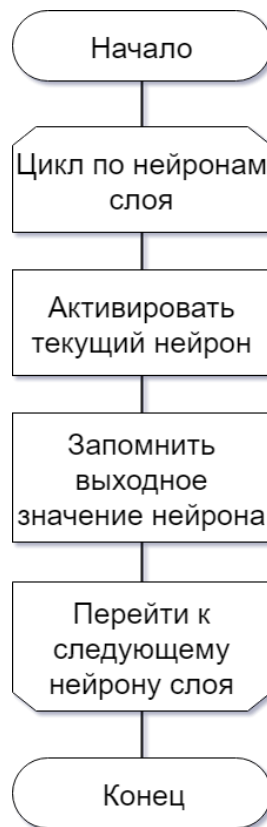 Начало
Цикл по нейронам
слоя
Активировать
текущий нейрон
Запомнить
выходное
значение нейрона
Перейти к
следующему
нейрону слоя
Конец